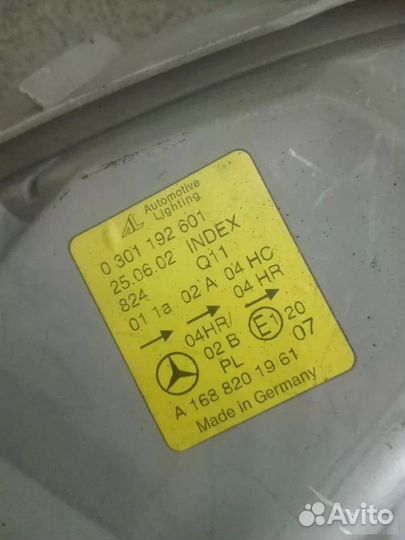 AL Automotive Lighting
0 301 192 601
25.06.02 INDEX
824 Q11
01 1a 02 A 04 HC
04HR/ 04 HR
02 B E1 20
PL 07
A 168 820 19 61
Made in Germany
Avito